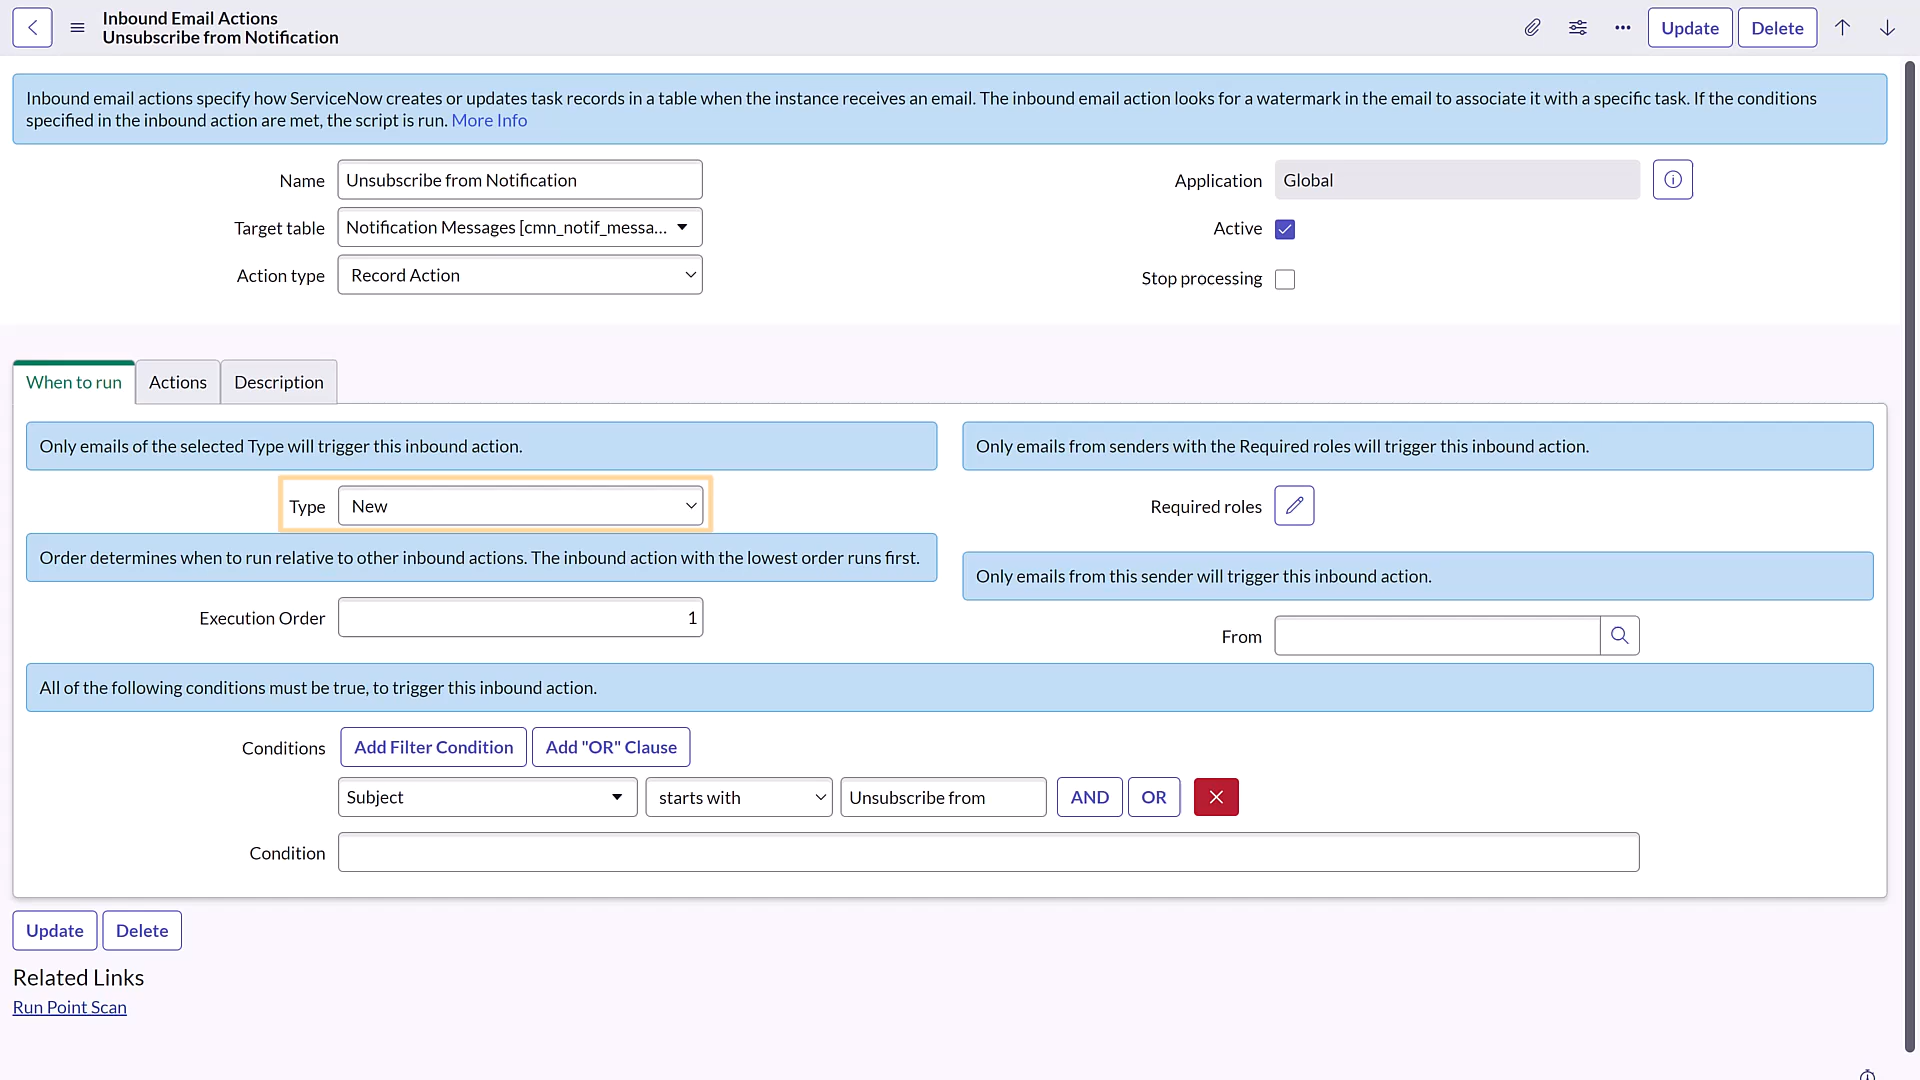 Inbound Email Actions
Unsubscribe from Notification
Update
Delete
Inbound email actions specify how ServiceNow creates or updates task records in a table when the instance receives an email. The inbound email action looks for a watermark in the email to associate it with a specific task. If the conditions
specified in the inbound action are met, the script is run. More Info
Name
Unsubscribe from Notification
Application
Global
Target table
Notification Messages [cmn_notif_messa...
Active
Action type
Record Action
Stop processing
When to run
Actions
Description
Only emails of the selected Type will trigger this inbound action.
Only emails from senders with the Required roles will trigger this inbound action.
Type
New
Required roles
Order determines when to run relative to other inbound actions. The inbound action with the lowest order runs first.
Only emails from this sender will trigger this inbound action.
Execution Order
1
From
All of the following conditions must be true, to trigger this inbound action.
Conditions
Add Filter Condition
Add "OR" Clause
Subject
starts with
Unsubscribe from
AND
OR
Condition
Update
Delete
Related Links
Run Point Scan